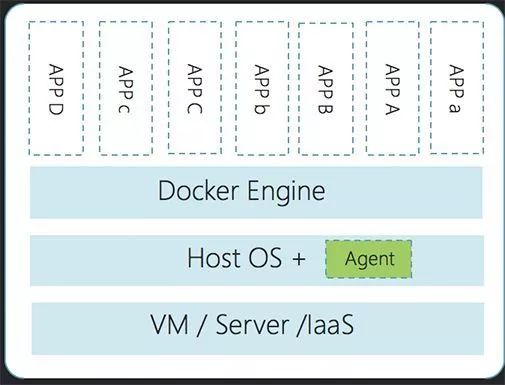 APP D
APP c
APP C
APP b
APP B
APP A
APP a
Docker Engine
Host OS + Agent
VM / Server /IaaS